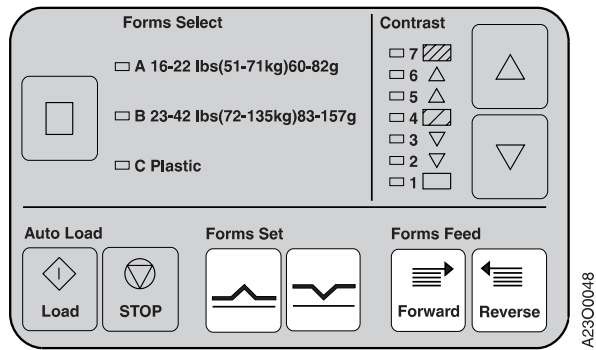 Forms Select
A 16-22 lbs(51-71kg)60-82g
B 23-42 lbs(72-135kg)83-157g
C Plastic
Contrast
7
6
5
4
3
2
1
Auto Load
Load
STOP
Forms Set
Forms Feed
Forward
Reverse
A23O0048